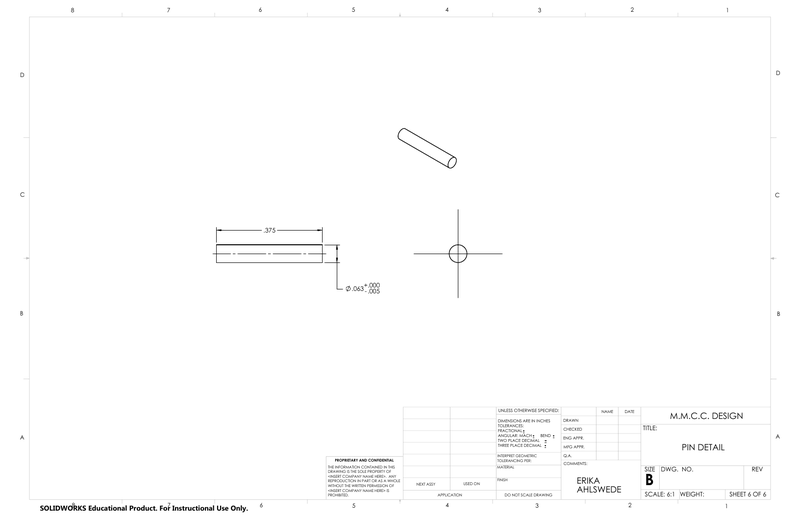 8 7 6 5 4 3 2 1
D D
C C
.375
Ø.063 +.000
-.005
B B
A A
UNLESS OTHERWISE SPECIFIED:
NAME DATE
M.M.C.C. DESIGN
DIMENSIONS ARE IN INCHES
TOLERANCES:
FRACTIONAL ±
ANGULAR: MACH ± BEND ±
TWO PLACE DECIMAL ±
THREE PLACE DECIMAL ±
DRAWN
CHECKED
ENG APPR.
MFG APPR.
TITLE:
PIN DETAIL
INTERPRET GEOMETRIC
TOLERANCING PER:
Q.A.
COMMENTS:
MATERIAL
FINISH
ERIKA
AHLSWEDE
PROPRIETARY AND CONFIDENTIAL
THE INFORMATION CONTAINED IN THIS
DRAWING IS THE SOLE PROPERTY OF
<INSERT COMPANY NAME HERE>. ANY
REPRODUCTION IN PART OR AS A WHOLE
WITHOUT THE WRITTEN PERMISSION OF
<INSERT COMPANY NAME HERE> IS
PROHIBITED.
NEXT ASSY USED ON
APPLICATION
DO NOT SCALE DRAWING
SIZE DWG. NO. REV
B
SCALE: 6:1 WEIGHT: SHEET 6 OF 6
8 7 6 5 4 3 2 1
SOLIDWORKS Educational Product. For Instructional Use Only.